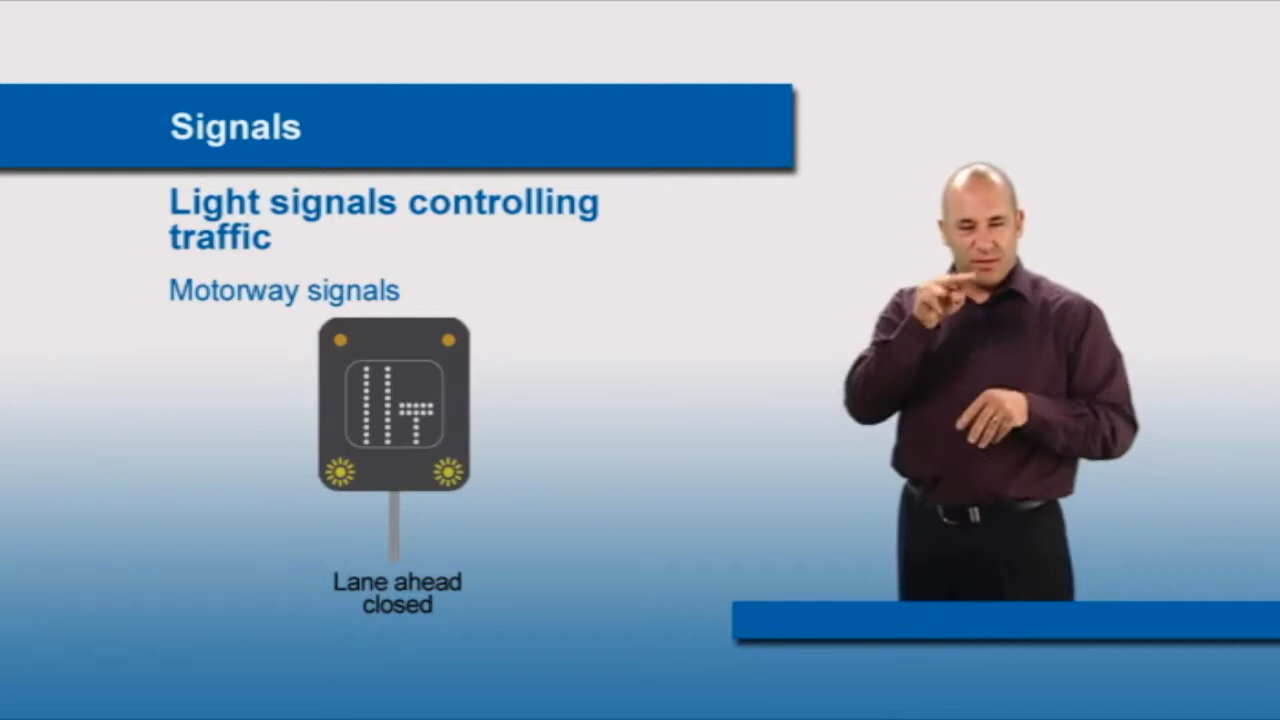 Signals
Light signals controlling
traffic
Motorway signals
Lane ahead
closed